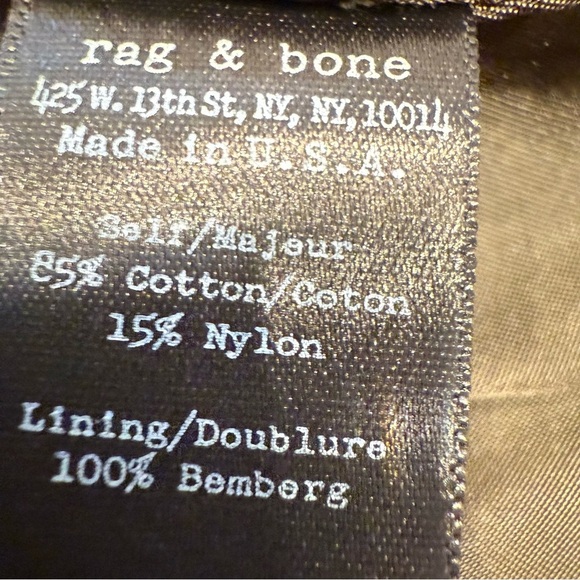 rag & bone
425 W. 13th St, NY, NY, 10014
Made in U.S.A.
Self/Majeur
85% Cotton/Coton
15% Nylon
Lining/Doublure
100% Bemberg